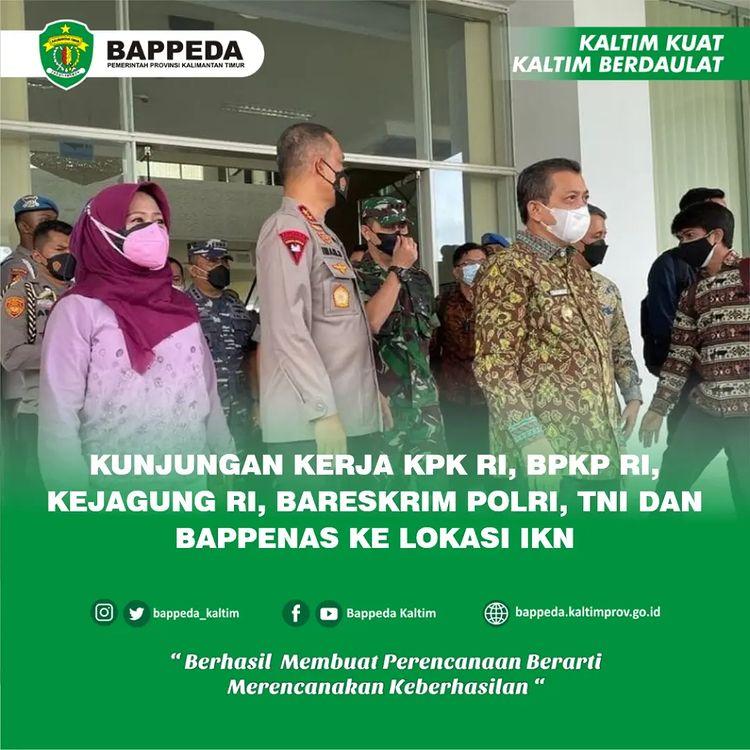 BAPPEDA
PEMERINTAH PROVINSI KALIMANTAN TIMUR
KALTIM KUAT
KALTIM BERDAULAT
KUNJUNGAN KERJA KPK RI, BPKP RI,
KEJAGUNG RI, BARESKRIM POLRI, TNI DAN
BAPPENAS KE LOKASI IKN
bappeda_kaltim
Bappeda Kaltim
bappeda.kaltimprov.go.id
“ Berhasil Membuat Perencanaan Berarti
Merencanakan Keberhasilan “